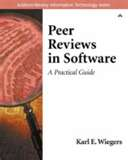 Addison-Wesley Information Technology Series
Peer
Reviews in
Software
A Practical Guide
Karl E. Wiegers